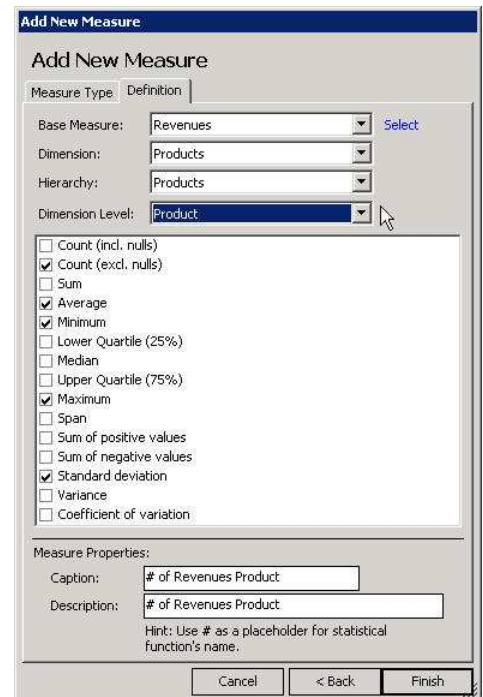 Add New Measure
Add New Measure
Measure Type Definition
Base Measure: Revenues Select
Dimension: Products
Hierarchy: Products
Dimension Level: Product
Count (incl. nulls)
Count (excl. nulls)
Sum
Average
Minimum
Lower Quartile (25%)
Median
Upper Quartile (75%)
Maximum
Span
Sum of positive values
Sum of negative values
Standard deviation
Variance
Coefficient of variation
Measure Properties:
Caption: # of Revenues Product
Description: # of Revenues Product
Hint: Use # as a placeholder for statistical
function's name.
Cancel < Back Finish